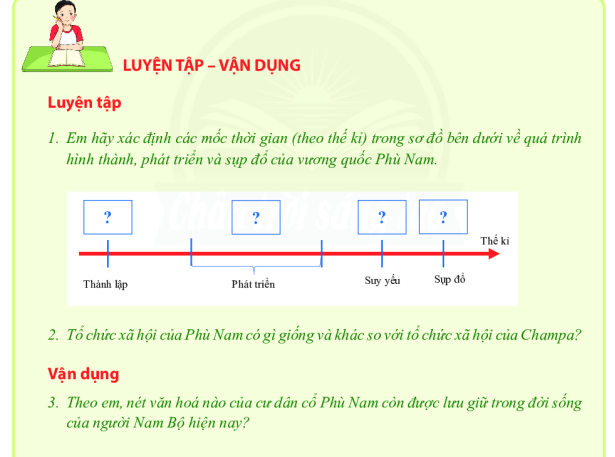 LUYỆN TẬP – VẬN DỤNG
Luyện tập
1. Em hãy xác định các mốc thời gian (theo thế kỉ) trong sơ đồ bên dưới về quá trình
hình thành, phát triển và sụp đổ của vương quốc Phù Nam.
? ? ? ?
Thế kỉ
Thành lập Phát triển Suy yếu Sụp đổ
2. Tổ chức xã hội của Phù Nam có gì giống và khác so với tổ chức xã hội của Champa?
Vận dụng
3. Theo em, nét văn hoá nào của cư dân cổ Phù Nam còn được lưu giữ trong đời sống
của người Nam Bộ hiện nay?